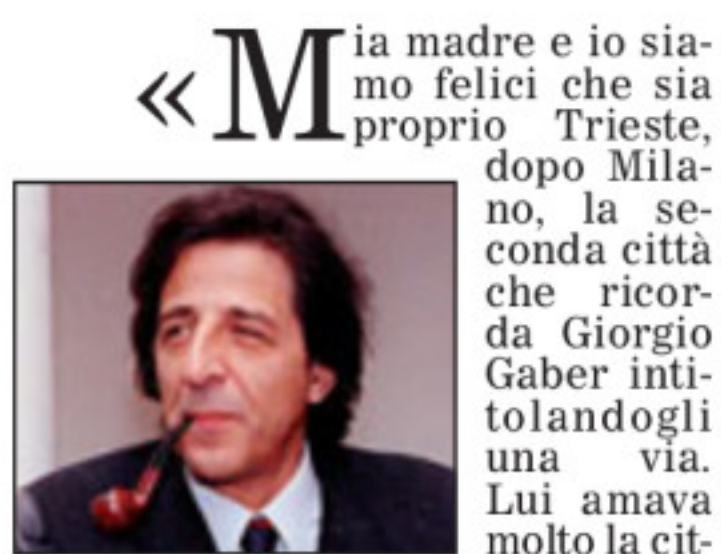 «Mia madre e io sia-
mo felici che sia
proprio Trieste,
dopo Mila-
no, la se-
conda città
che ricor-
da Giorgio
Gaber inti-
tolandogli
una via.
Lui amava
molto la cit-